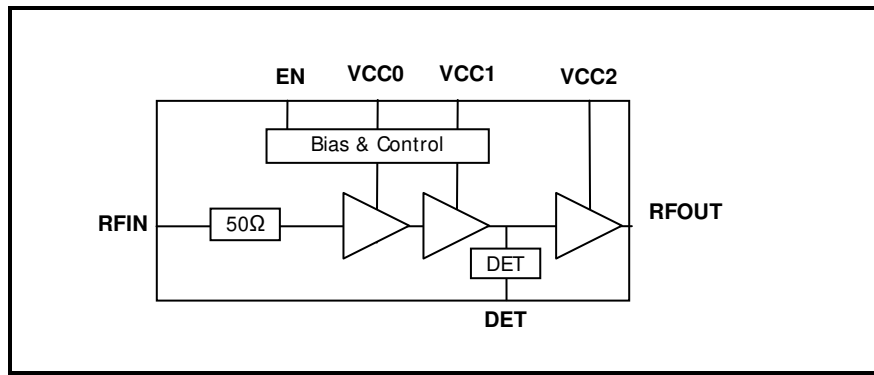 EN VCC0 VCC1 VCC2
Bias & Control
RFIN 50Ω RFOUT
DET
DET